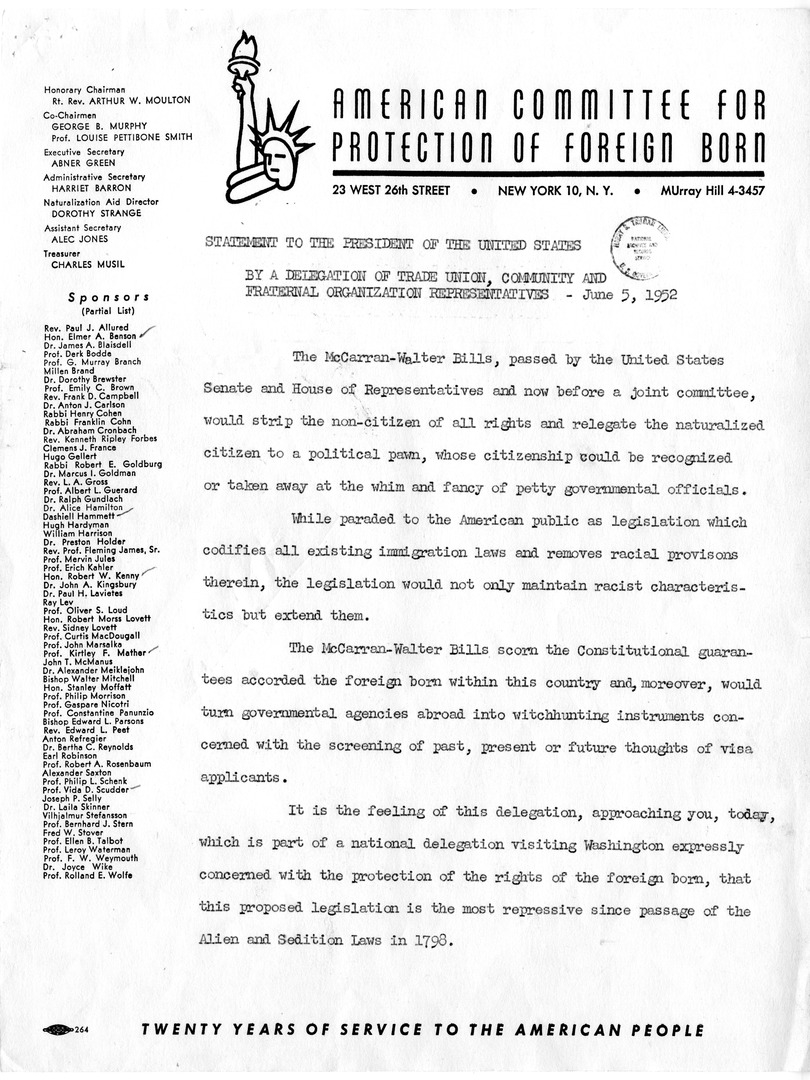 Honorary Chairman
Rt. Rev. ARTHUR W. MOULTON
Co-Chairmen
GEORGE B. MURPHY
Prof. LOUISE PETTIBONE SMITH
Executive Secretary
ABNER GREEN
Administrative Secretary
HARRIET BARRON
Naturalization Aid Director
DOROTHY STRANGE
Assistant Secretary
ALEC JONES
Treasurer
CHARLES MUSIL
Sponsors
(Partial List)
Rev. Paul J. Allured
Hon. Elmer A. Benson
Dr. James A. Blaisdell
Prof. Derk Bodde
Prof. G. Murray Branch
Millen Brand
Dr. Dorothy Brewster
Prof. Emily C. Brown
Rev. Frank D. Campbell
Dr. Anton J. Carlson
Rabbi Henry Cohen
Rabbi Franklin Cohn
Dr. Abraham Cronbach
Rev. Kenneth Ripley Forbes
Clemens J. France
Hugo Gellert
Rabbi Robert E. Goldburg
Dr. Marcus I. Goldman
Rev. L. A. Gross
Prof. Albert L. Guerard
Dr. Ralph Gundlach
Dr. Alice Hamilton
Dashiell Hammett
Hugh Hardyman
William Harrison
Dr. Preston Holder
Rev. Prof. Fleming James, Sr.
Prof. Mervin Jules
Prof. Erich Kahler
Hon. Robert W. Kenny
Dr. John A. Kingsbury
Dr. Paul H. Lavietes
Ray Lev
Prof. Oliver S. Loud
Hon. Robert Morss Lovett
Rev. Sidney Lovett
Prof. Curtis MacDougall
Prof. John Marsalka
Prof. Kirtley F. Mather
John T. McManus
Dr. Alexander Meiklejohn
Bishop Walter Mitchell
Hon. Stanley Moffatt
Prof. Philip Morrison
Prof. Gaspare Nicotri
Prof. Constantine Panunzio
Bishop Edward L. Parsons
Rev. Edward L. Peet
Anton Refregier
Dr. Bertha C. Reynolds
Earl Robinson
Prof. Robert A. Rosenbaum
Alexander Saxton
Prof. Philip L. Schenk
Prof. Vida D. Scudder
Joseph P. Selly
Dr. Laila Skinner
Vilhjalmur Stefansson
Prof. Bernhard J. Stern
Fred W. Stover
Prof. Ellen B. Talbot
Prof. Leroy Waterman
Prof. F. W. Weymouth
Dr. Joyce Wike
Prof. Rolland E. Wolfe
AMERICAN COMMITTEE FOR
PROTECTION OF FOREIGN BORN
23 WEST 26th STREET • NEW YORK 10, N. Y. • MUrray Hill 4-3457
STATEMENT TO THE PRESIDENT OF THE UNITED STATES
BY A DELEGATION OF TRADE UNION, COMMUNITY AND
FRATERNAL ORGANIZATION REPRESENTATIVES - June 5, 1952
HARRY S. TRUMAN
NATIONAL
ARCHIVES AND
RECORDS
SERVICE
The McCarran-Walter Bills, passed by the United States
Senate and House of Representatives and now before a joint committee,
would strip the non-citizen of all rights and relegate the naturalized
citizen to a political pawn, whose citizenship could be recognized
or taken away at the whim and fancy of petty governmental officials.
While paraded to the American public as legislation which
codifies all existing immigration laws and removes racial provisons
therein, the legislation would not only maintain racist characteris-
tics but extend them.
The McCarran-Walter Bills scorn the Constitutional guaran-
tees accorded the foreign born within this country and, moreover, would
turn governmental agencies abroad into witchhunting instruments con-
cerned with the screening of past, present or future thoughts of visa
applicants.
It is the feeling of this delegation, approaching you, today,
which is part of a national delegation visiting Washington expressly
concerned with the protection of the rights of the foreign born, that
this proposed legislation is the most repressive since passage of the
Alien and Sedition Laws in 1798.
264
TWENTY YEARS OF SERVICE TO THE AMERICAN PEOPLE